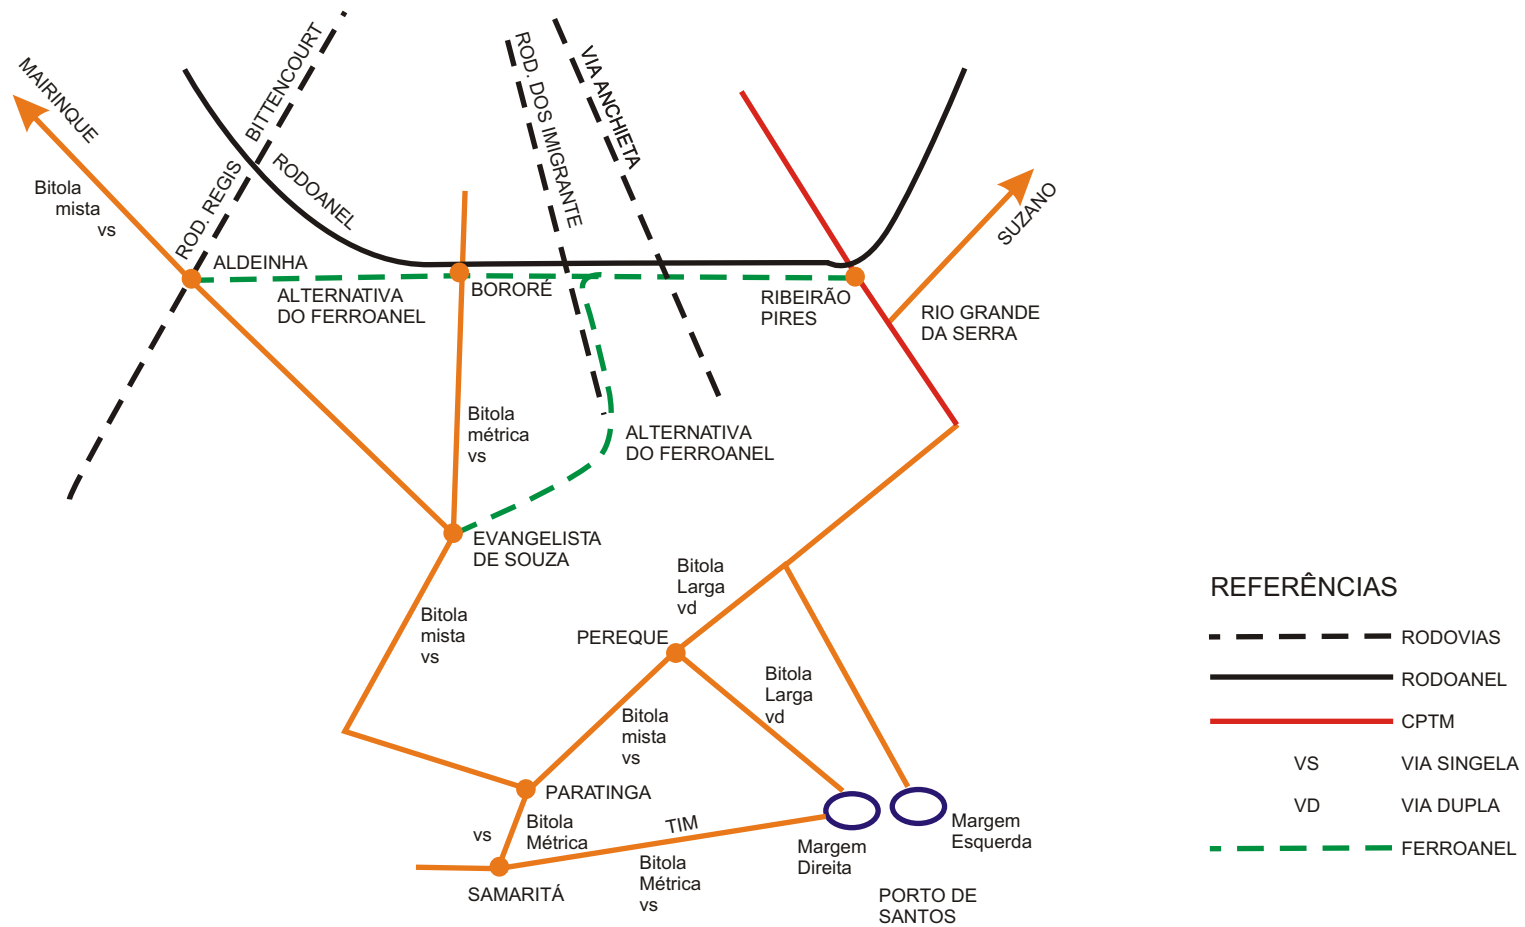 MAIRINQUE
Bitola
mista
vs
ROD. REGIS BITTENCOURT
RODOANEL
ROD. DOS IMIGRANTE
VIA ANCHIETA
SUZANO
ALDEINHA
ALTERNATIVA
DO FERROANEL
BORORÉ
RIBEIRÃO
PIRES
RIO GRANDE
DA SERRA
Bitola
métrica
vs
ALTERNATIVA
DO FERROANEL
EVANGELISTA
DE SOUZA
Bitola
Larga
vd
Bitola
mista
vs
PEREQUE
Bitola
Larga
vd
Bitola
mista
vs
PARATINGA
vs
Bitola
Métrica
TIM
Bitola
Métrica
vs
SAMARITÁ
Margem
Direita
Margem
Esquerda
PORTO DE
SANTOS
REFERÊNCIAS
RODOVIAS
RODOANEL
CPTM
VS VIA SINGELA
VD VIA DUPLA
FERROANEL